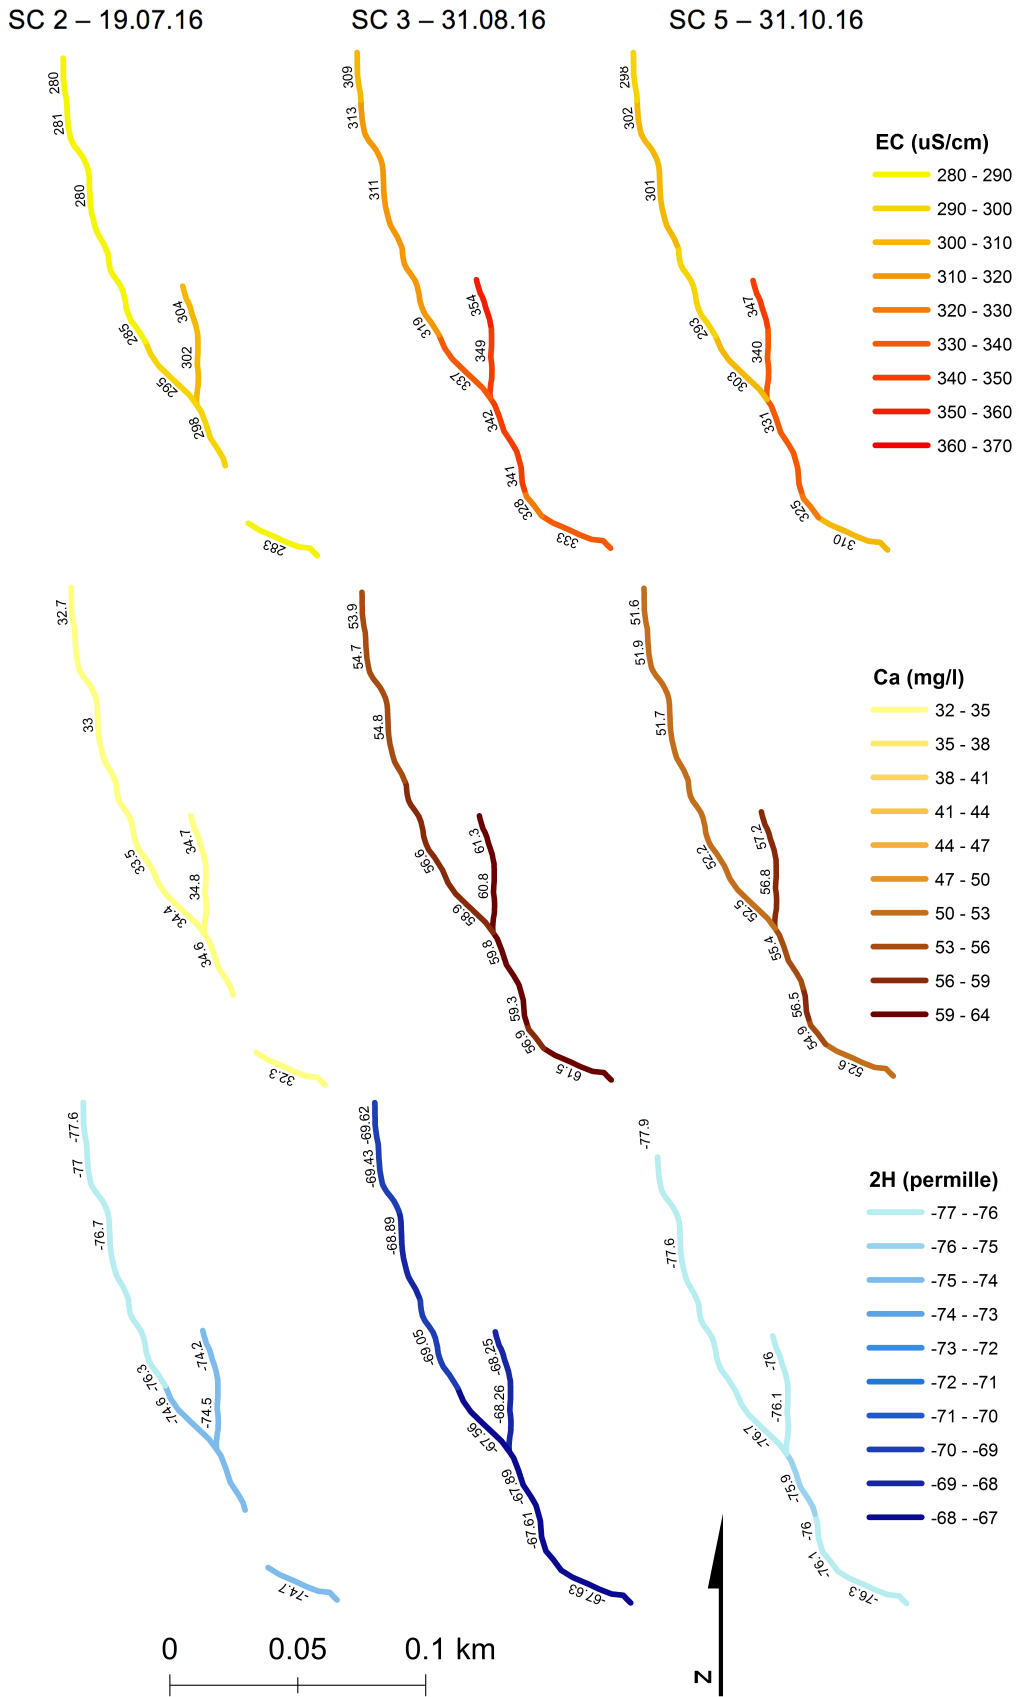 SC 2 – 19.07.16
SC 3 – 31.08.16
SC 5 – 31.10.16
280
281
280
285
295
298
304
302
283
309
313
311
319
337
342
341
328
333
354
349
298
302
301
293
303
331
325
310
347
340
EC (uS/cm)
280 - 290
290 - 300
300 - 310
310 - 320
320 - 330
330 - 340
340 - 350
350 - 360
360 - 370
32.7
33
33.5
34.4
34.6
34.7
34.8
32.3
53.9
54.7
54.8
56.6
58.9
59.8
59.3
56.9
61.5
61.3
60.8
51.6
51.9
51.7
52.2
52.5
55.4
56.5
54.9
52.6
57.2
56.8
Ca (mg/l)
32 - 35
35 - 38
38 - 41
41 - 44
44 - 47
47 - 50
50 - 53
53 - 56
56 - 59
59 - 64
-77.6
-77
-76.7
-76.3
-74.6
-74.2
-74.5
-74.7
-69.62
-69.43
-68.89
-69.05
-67.56
-67.89
-67.61
-67.63
-68.25
-68.26
-77.9
-77.6
-76.7
-75.9
-76
-76.1
-76.3
-76
-76.1
2H (permille)
-77 - -76
-76 - -75
-75 - -74
-74 - -73
-73 - -72
-72 - -71
-71 - -70
-70 - -69
-69 - -68
-68 - -67
0
0.05
0.1 km
N